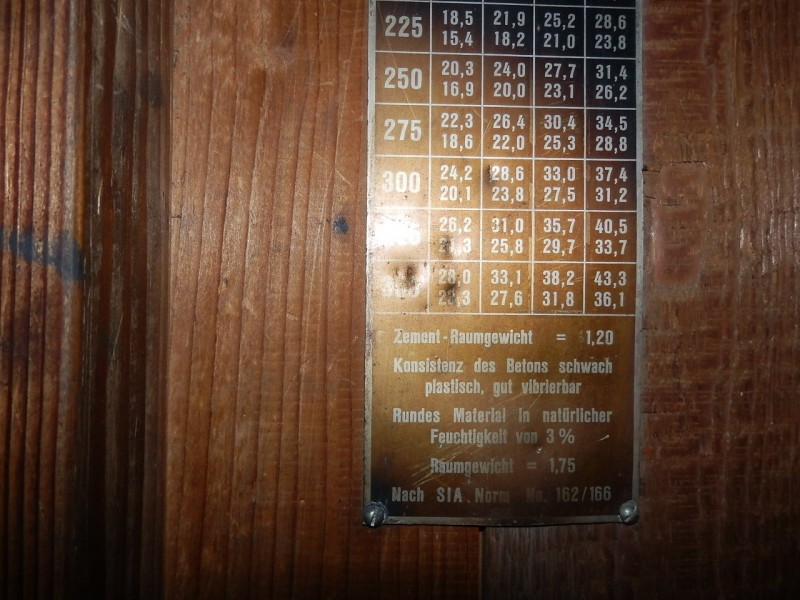 225 18,5 21,9 25,2 28,6
15,4 18,2 21,0 23,8
250 20,3 24,0 27,7 31,4
16,9 20,0 23,1 26,2
275 22,3 26,4 30,4 34,5
18,6 22,0 25,3 28,8
300 24,2 28,6 33,0 37,4
20,1 23,8 27,5 31,2
26,2 31,0 35,7 40,5
25,8 29,7 33,7
28,0 33,1 38,2 43,3
27,6 31,8 36,1
Zement-Raumgewicht = 1,20
Konsistenz des Betons schwach
plastisch, gut vibrierbar
Rundes Material in natürlicher
Feuchtigkeit von 3 %
Raumgewicht = 1,75
Nach SIA Norm No. 162/166